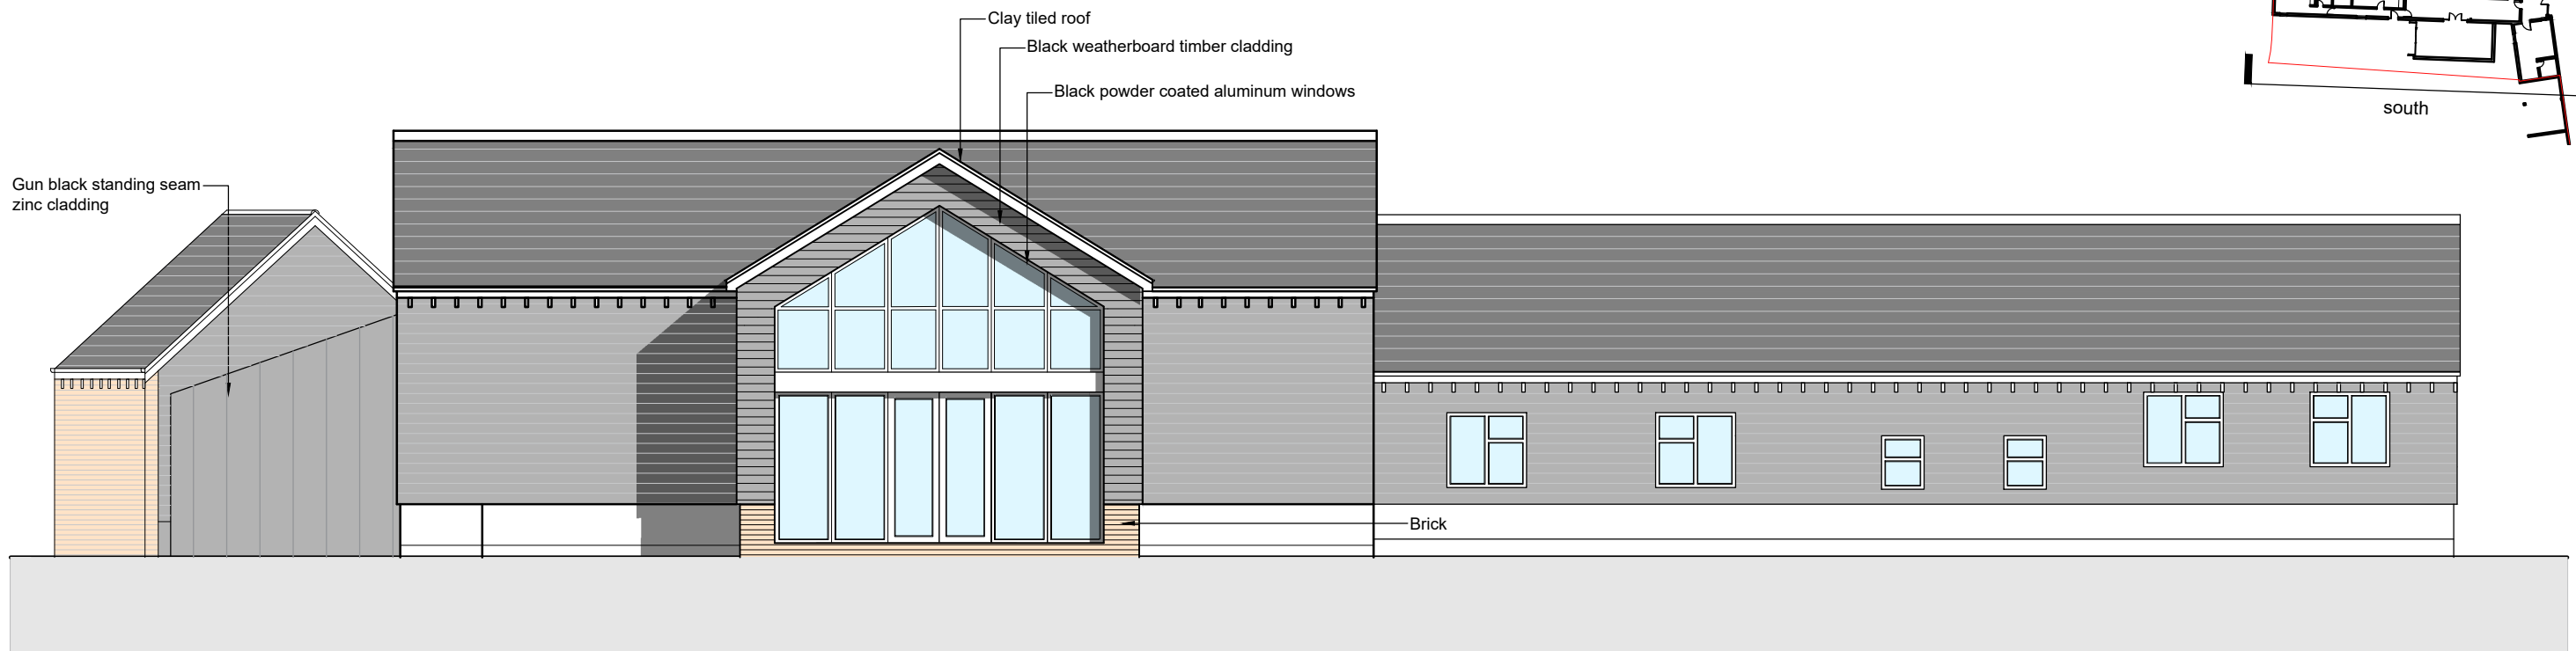 Clay tiled roof
Black weatherboard timber cladding
Black powder coated aluminum windows
south
Gun black standing seam
zinc cladding
Brick